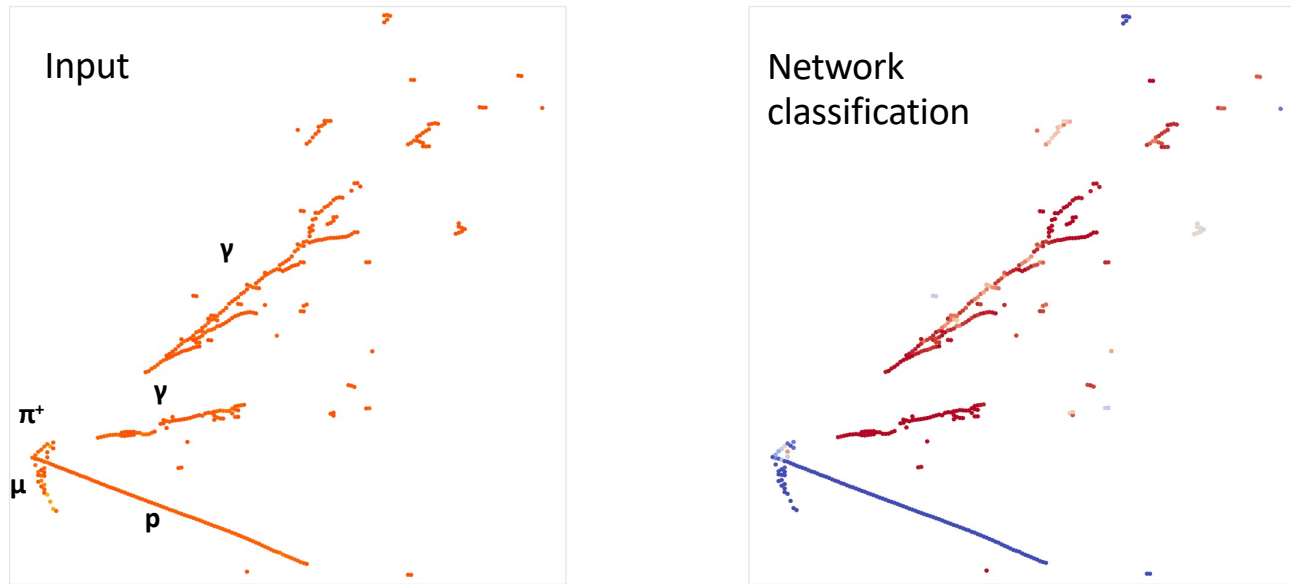 Input
γ
γ
π⁺
μ
p
Network
classification